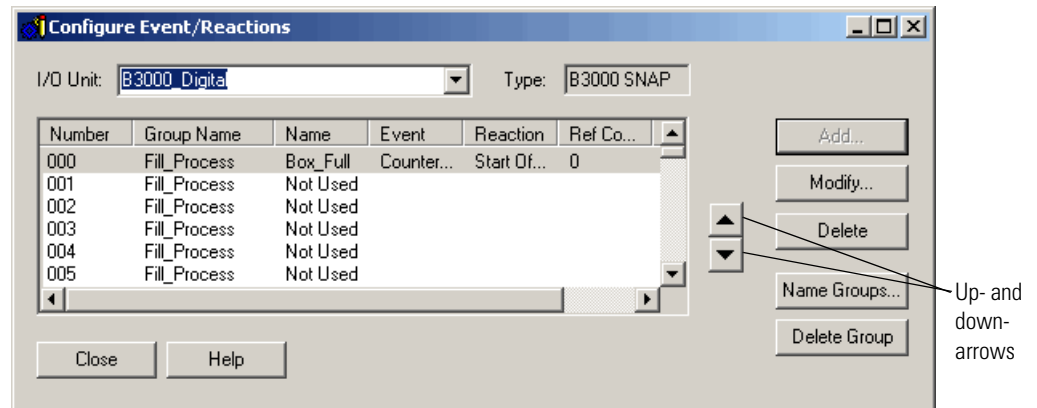 Configure Event/Reactions
I/O Unit: B3000_Digital Type: B3000 SNAP
Number Group Name Name Event Reaction Ref Co...
000 Fill_Process Box_Full Counter... Start Of... 0
001 Fill_Process Not Used
002 Fill_Process Not Used
003 Fill_Process Not Used
004 Fill_Process Not Used
005 Fill_Process Not Used
Add...
Modify...
Delete
Name Groups...
Delete Group
Up- and
down-
arrows
Close Help